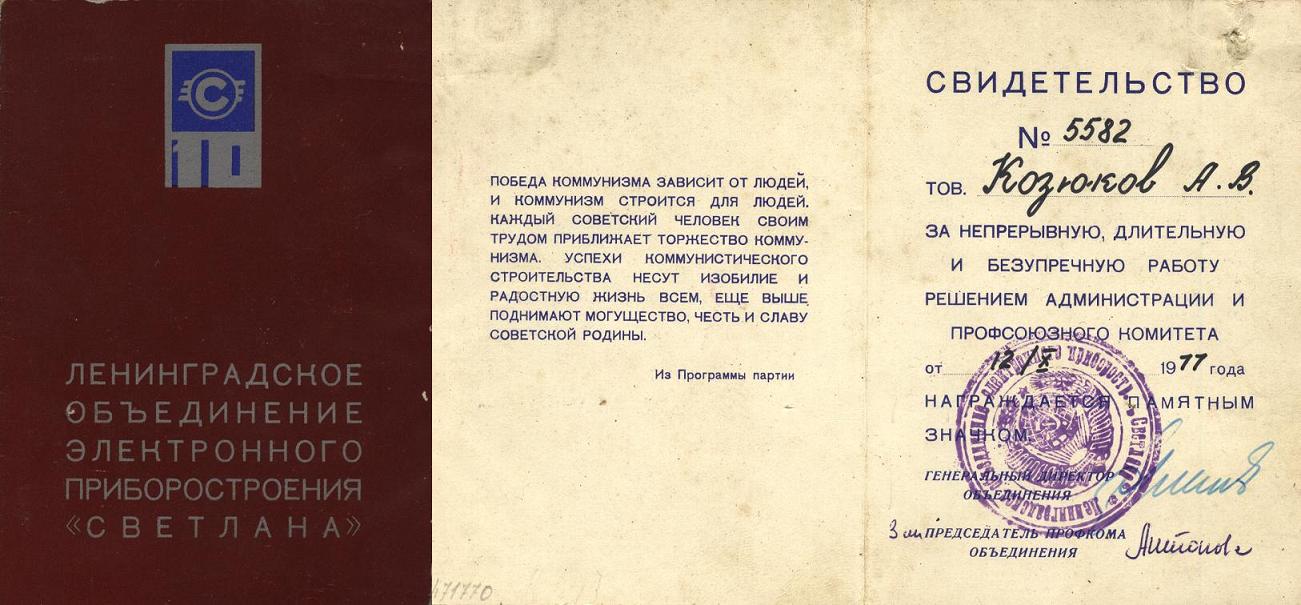 С
10
ЛЕНИНГРАДСКОЕ
ОБЪЕДИНЕНИЕ
ЭЛЕКТРОННОГО
ПРИБОРОСТРОЕНИЯ
«СВЕТЛАНА»
ПОБЕДА КОММУНИЗМА ЗАВИСИТ ОТ ЛЮДЕЙ,
И КОММУНИЗМ СТРОИТСЯ ДЛЯ ЛЮДЕЙ.
КАЖДЫЙ СОВЕТСКИЙ ЧЕЛОВЕК СВОИМ
ТРУДОМ ПРИБЛИЖАЕТ ТОРЖЕСТВО КОММУ-
НИЗМА. УСПЕХИ КОММУНИСТИЧЕСКОГО
СТРОИТЕЛЬСТВА НЕСУТ ИЗОБИЛИЕ И
РАДОСТНУЮ ЖИЗНЬ ВСЕМ, ЕЩЕ ВЫШЕ
ПОДНИМАЮТ МОГУЩЕСТВО, ЧЕСТЬ И СЛАВУ
СОВЕТСКОЙ РОДИНЫ.
Из Программы партии
471770
СВИДЕТЕЛЬСТВО
№ 5582
ТОВ. Козюков А.В.
ЗА НЕПРЕРЫВНУЮ, ДЛИТЕЛЬНУЮ
И БЕЗУПРЕЧНУЮ РАБОТУ
РЕШЕНИЕМ АДМИНИСТРАЦИИ И
ПРОФСОЮЗНОГО КОМИТЕТА
от 12/X 1977 года
НАГРАЖДАЕТСЯ ПАМЯТНЫМ
ЗНАЧКОМ.
ГЕНЕРАЛЬНЫЙ ДИРЕКТОР
ОБЪЕДИНЕНИЯ
Зам ПРЕДСЕДАТЕЛЬ ПРОФКОМА
ОБЪЕДИНЕНИЯ